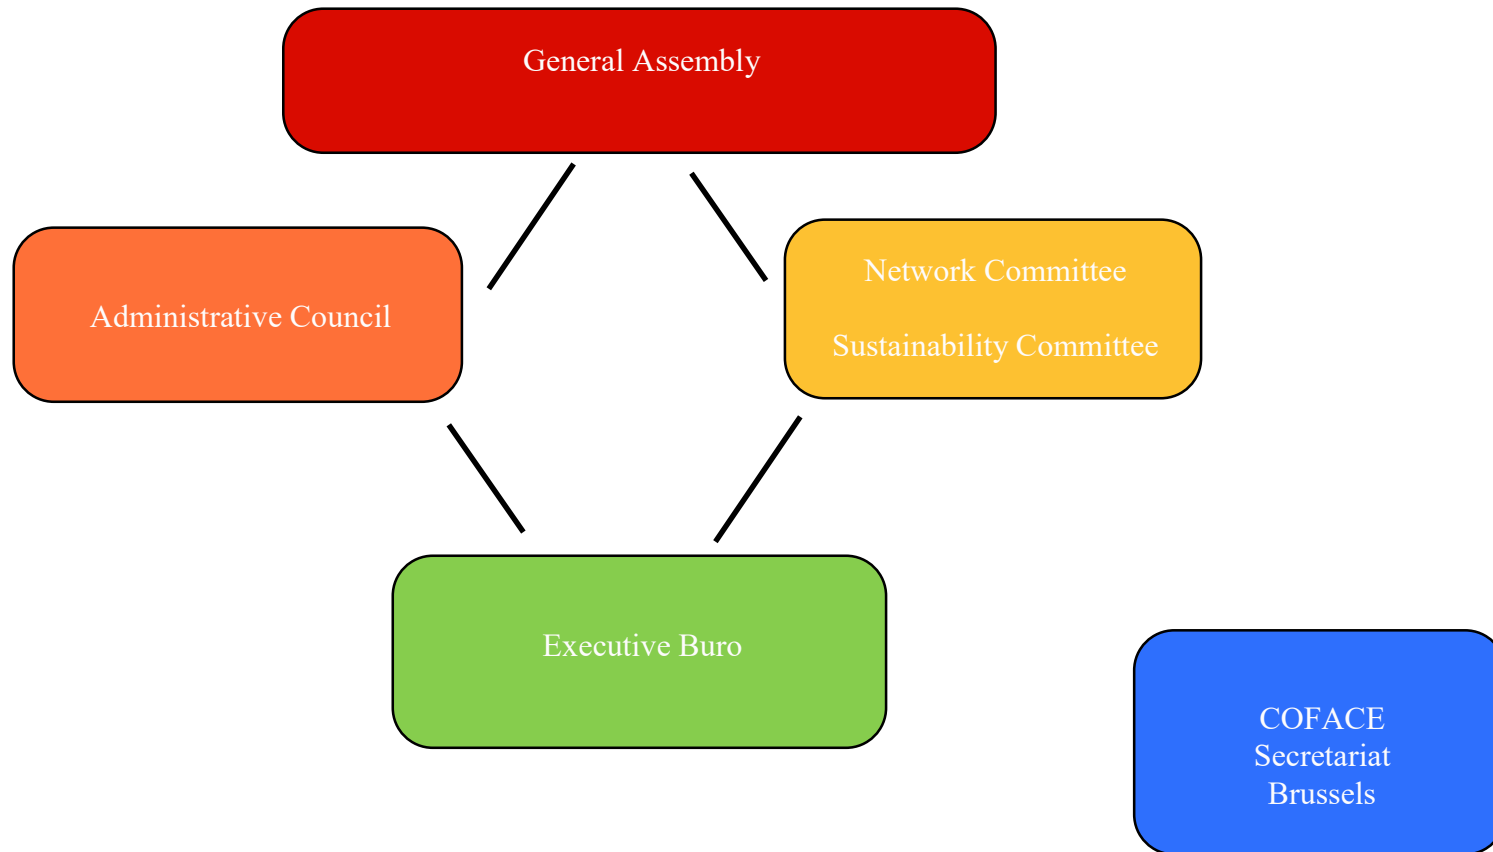 General Assembly
Administrative Council
Network Committee
Sustainability Committee
Executive Buro
COFACE
Secretariat
Brussels